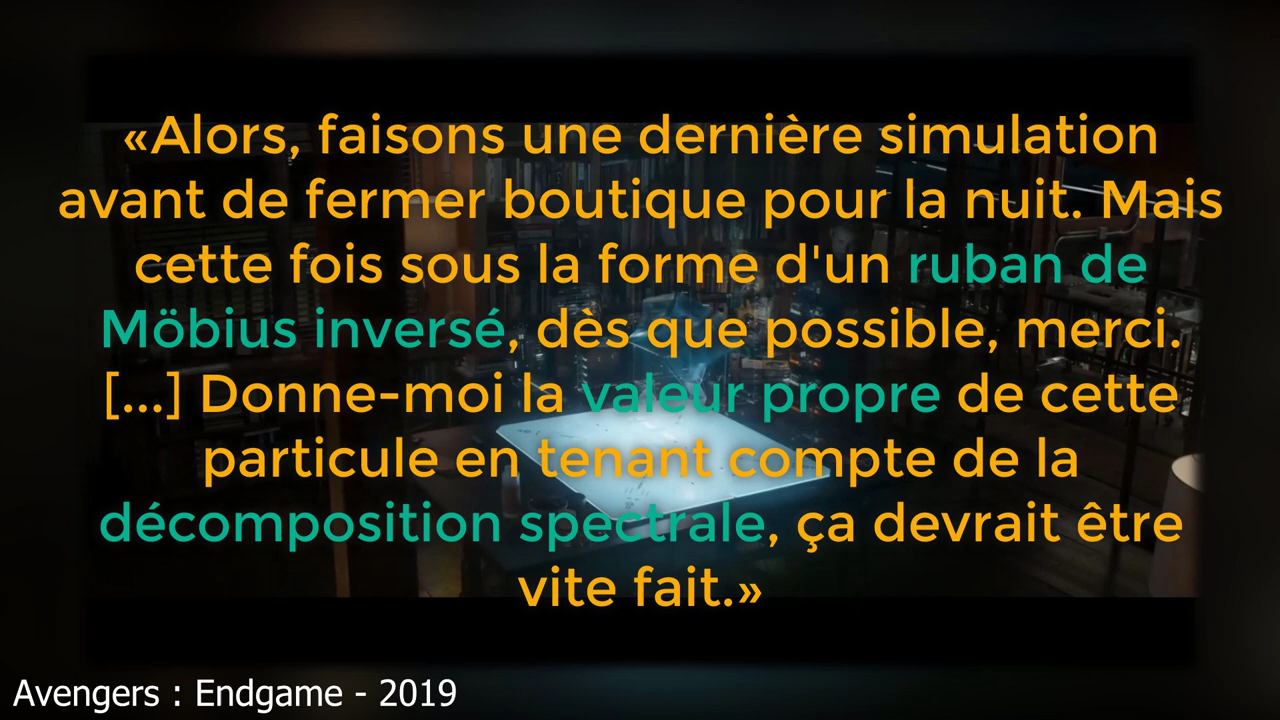 «Alors, faisons une dernière simulation
avant de fermer boutique pour la nuit. Mais
cette fois sous la forme d'un ruban de
Möbius inversé, dès que possible, merci.
[...] Donne-moi la valeur propre de cette
particule en tenant compte de la
décomposition spectrale, ça devrait être
vite fait.»
Avengers : Endgame - 2019